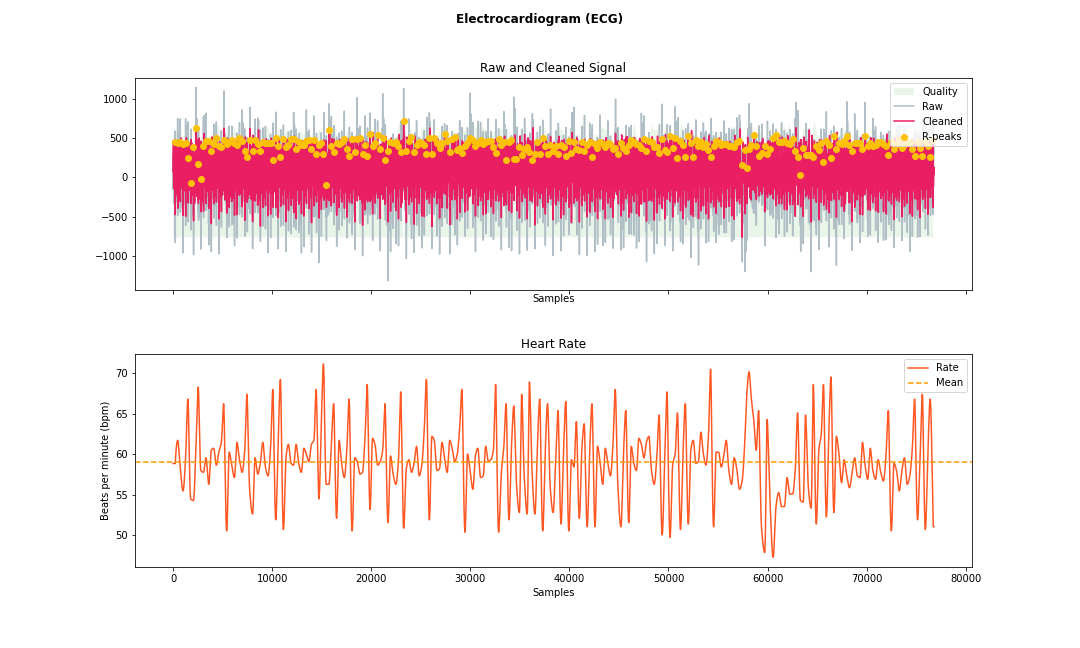 Electrocardiogram (ECG)
Raw and Cleaned Signal
1000
500
0
−500
−1000
Quality
Raw
Cleaned
R-peaks
Samples
Heart Rate
Beats per minute (bpm)
70
65
60
55
50
Rate
Mean
0 10000 20000 30000 40000 50000 60000 70000 80000
Samples